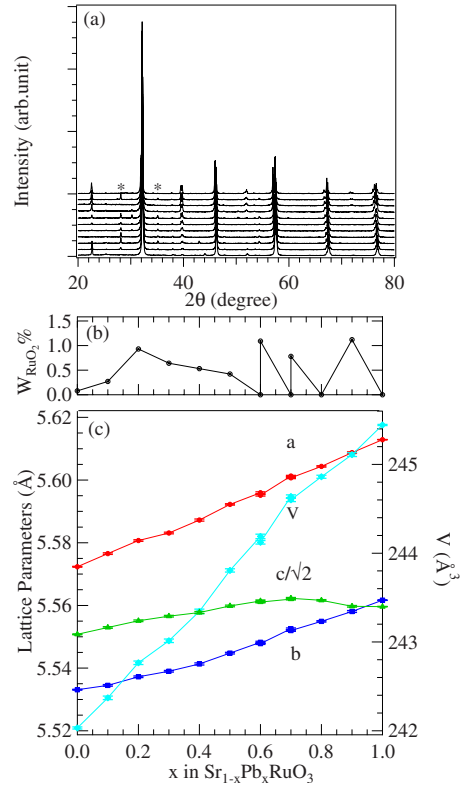 (a)
Intensity (arb.unit)
* *
20 40 60 80
2θ (degree)
(b)
W_RuO₂%
1.5
1.0
0.5
0.0
(c)
5.62
5.60
5.58
5.56
5.54
5.52
Lattice Parameters (Å)
a
V
c/√2
b
245
244
243
242
V (Å³)
0.0 0.2 0.4 0.6 0.8 1.0
x in Sr₁₋ₓPbₓRuO₃